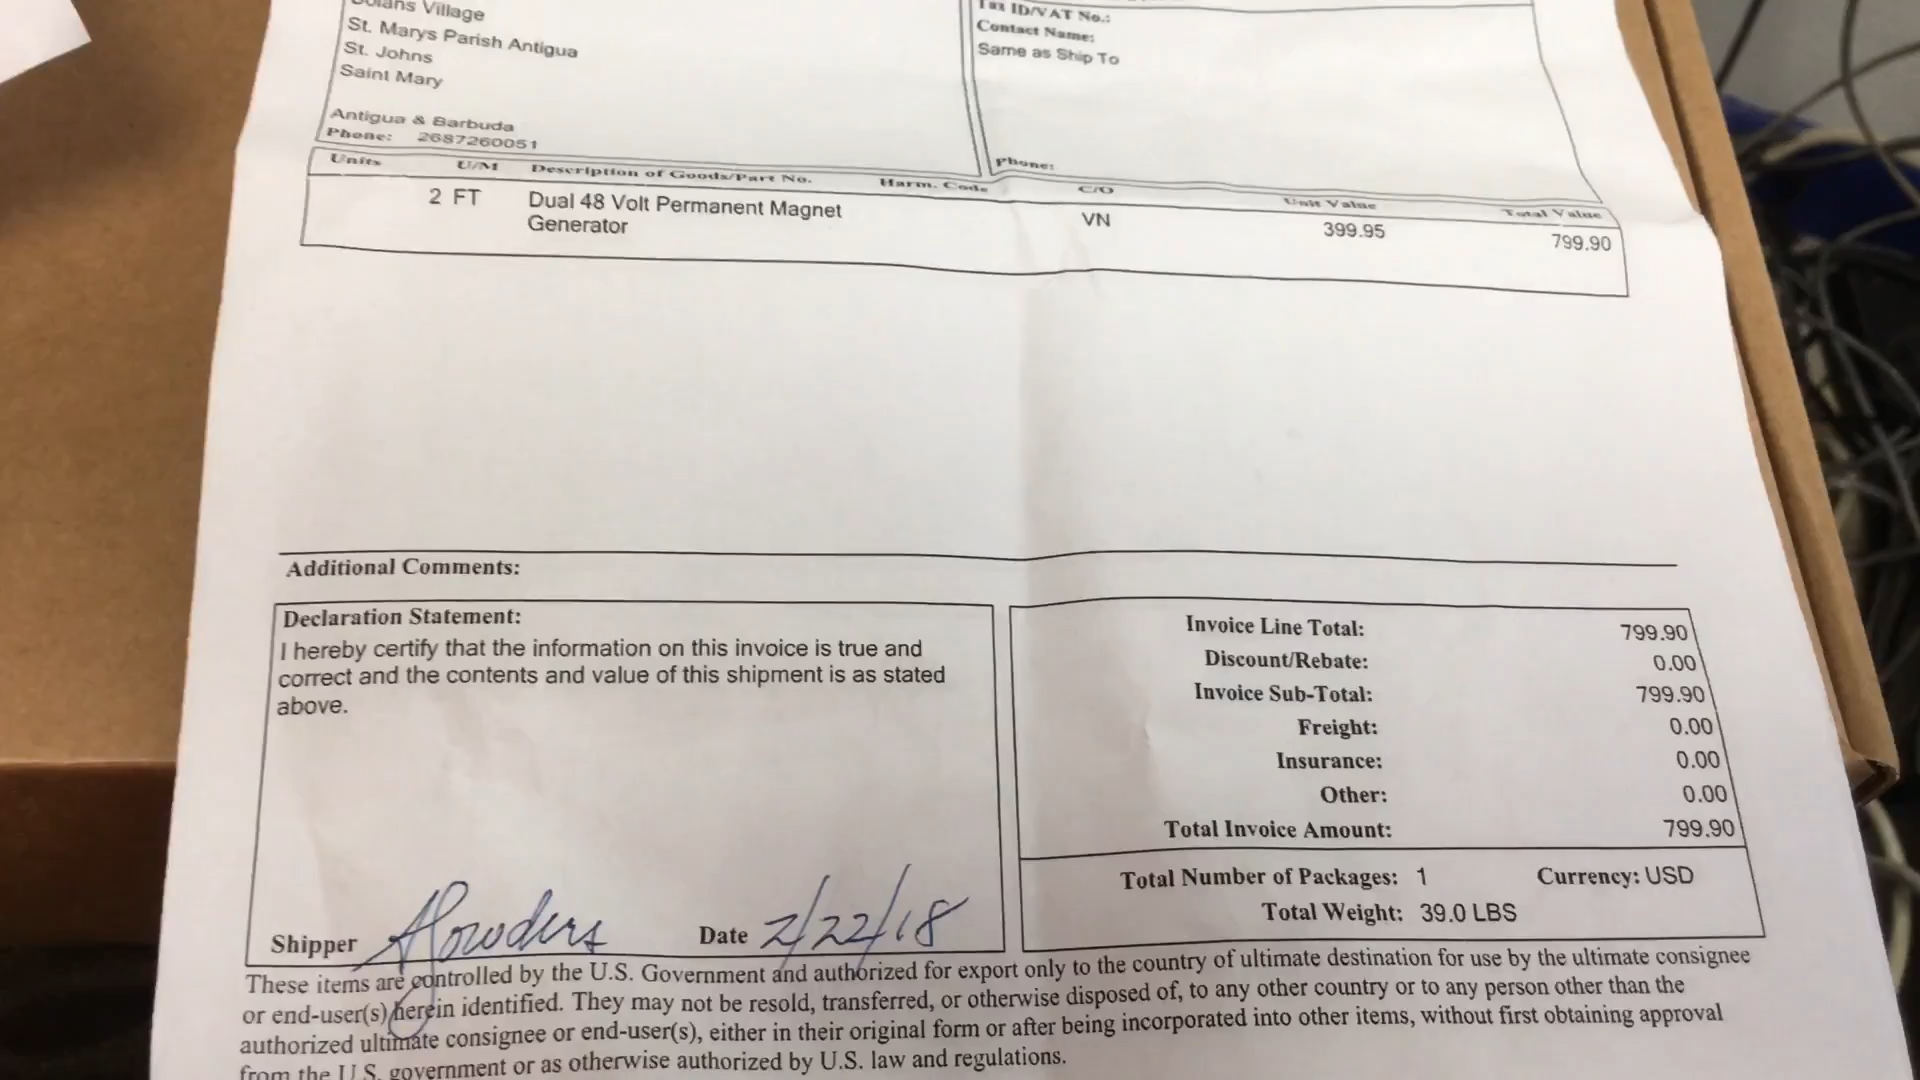 Village
St. Marys Parish Antigua
St. Johns
Saint Mary
Antigua & Barbuda
Phone: 2687260051
Tax ID/VAT No.:
Contact Name:
Same as Ship To
Phone:
Units U/M Description of Goods/Part No. Harm. Code C/O Unit Value Total Value
2 FT Dual 48 Volt Permanent Magnet VN 399.95 799.90
Generator
Additional Comments:
Declaration Statement:
I hereby certify that the information on this invoice is true and
correct and the contents and value of this shipment is as stated
above.
Shipper Date 2/22/18
Invoice Line Total: 799.90
Discount/Rebate: 0.00
Invoice Sub-Total: 799.90
Freight: 0.00
Insurance: 0.00
Other: 0.00
Total Invoice Amount: 799.90
Total Number of Packages: 1 Currency: USD
Total Weight: 39.0 LBS
These items are controlled by the U.S. Government and authorized for export only to the country of ultimate destination for use by the ultimate consignee
or end-user(s) herein identified. They may not be resold, transferred, or otherwise disposed of, to any other country or to any person other than the
authorized ultimate consignee or end-user(s), either in their original form or after being incorporated into other items, without first obtaining approval
from the U.S. government or as otherwise authorized by U.S. law and regulations.